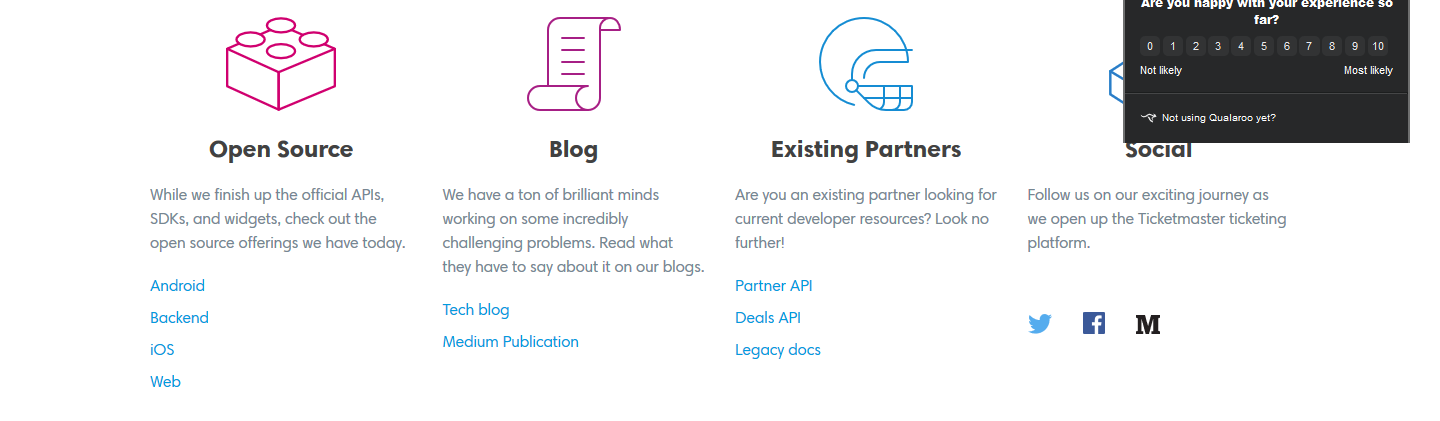 Are you happy with your experience so
far?
0 1 2 3 4 5 6 7 8 9 10
Not likely Most likely
Not using Qualaroo yet?
Open Source
While we finish up the official APIs,
SDKs, and widgets, check out the
open source offerings we have today.
Android
Backend
iOS
Web
Blog
We have a ton of brilliant minds
working on some incredibly
challenging problems. Read what
they have to say about it on our blogs.
Tech blog
Medium Publication
Existing Partners
Are you an existing partner looking for
current developer resources? Look no
further!
Partner API
Deals API
Legacy docs
Social
Follow us on our exciting journey as
we open up the Ticketmaster ticketing
platform.
M